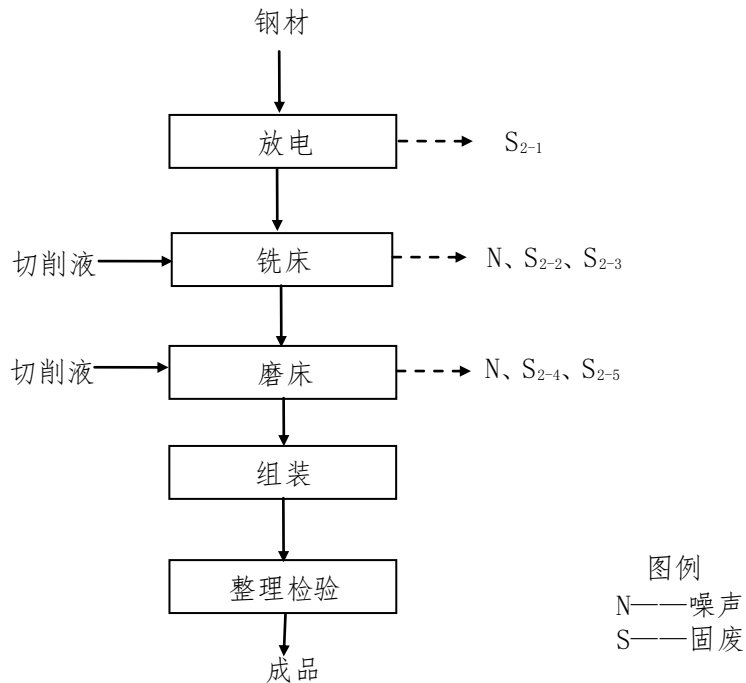 钢材
放电
S₂₋₁
切削液
铣床
N、S₂₋₂、S₂₋₃
切削液
磨床
N、S₂₋₄、S₂₋₅
组装
整理检验
成品
图例
N——噪声
S——固废